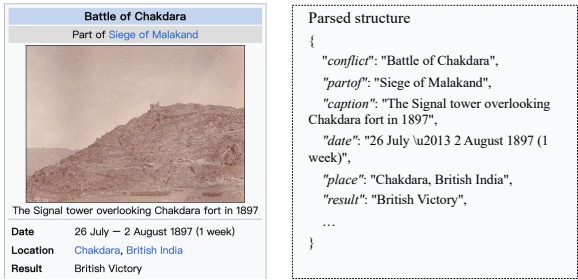 Battle of Chakdara
Part of Siege of Malakand
The Signal tower overlooking Chakdara fort in 1897
Date 26 July – 2 August 1897 (1 week)
Location Chakdara, British India
Result British Victory
Parsed structure
{
"conflict": "Battle of Chakdara",
"partof": "Siege of Malakand",
"caption": "The Signal tower overlooking
Chakdara fort in 1897",
"date": "26 July \u2013 2 August 1897 (1
week)",
"place": "Chakdara, British India",
"result": "British Victory",
…
}